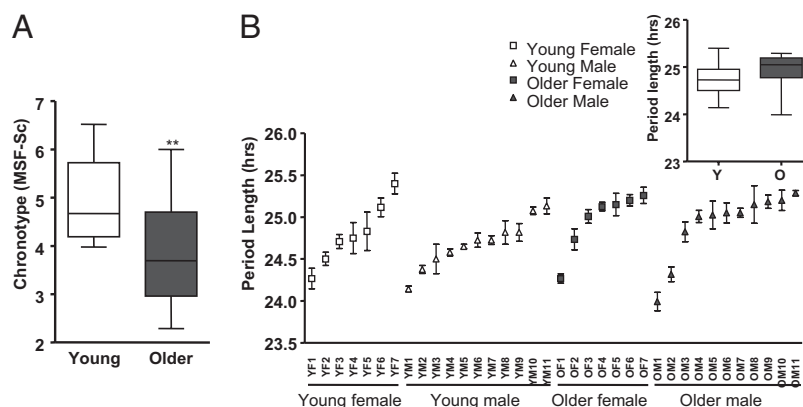 A
B
Chronotype (MSF-Sc)
7
6
5
4
3
2
**
Young
Older
Period Length (hrs)
26.0
25.5
25.0
24.5
24.0
23.5
Young Female
Young Male
Older Female
Older Male
Period length (hrs)
26
25
24
23
Y
O
YF1
YF2
YF3
YF4
YF5
YF6
YF7
YM1
YM2
YM3
YM4
YM5
YM6
YM7
YM8
YM9
YM10
YM11
OF1
OF2
OF3
OF4
OF5
OF6
OF7
OM1
OM2
OM3
OM4
OM5
OM6
OM7
OM8
OM9
OM10
OM11
Young female
Young male
Older female
Older male